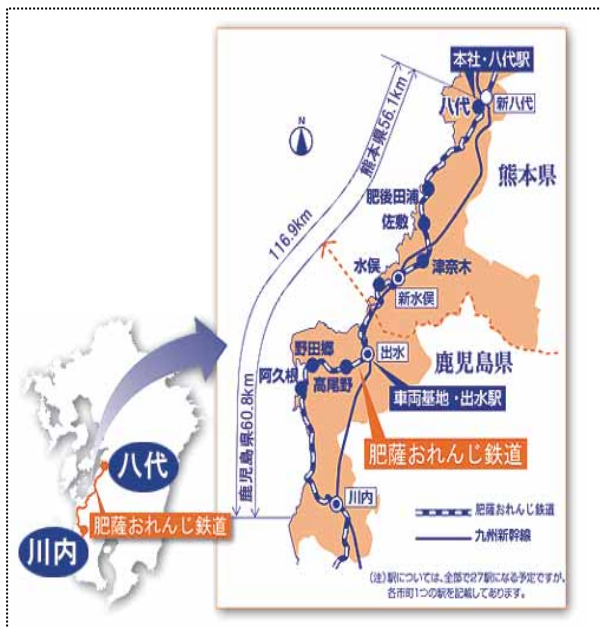 本社・八代駅
八代
新八代
熊本県56.1km
N
熊本県
肥後田浦
116.9km
佐敷
水俣
津奈木
新水俣
野田郷
出水
鹿児島県
阿久根
高尾野
車両基地・出水駅
鹿児島県60.8km
肥薩おれんじ鉄道
八代
川内
肥薩おれんじ鉄道
肥薩おれんじ鉄道
川内
九州新幹線
(注)駅については、全部で27駅になる予定ですが、
各市町1つの駅を記載してあります。